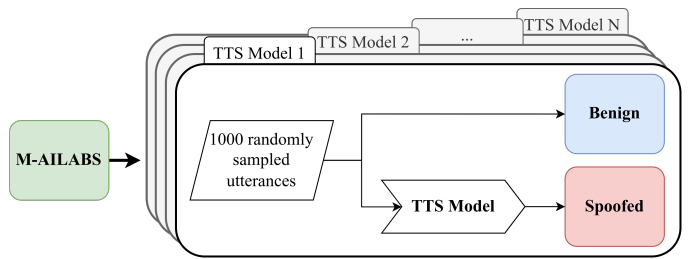 TTS Model N
...
TTS Model 2
TTS Model 1
M-AILABS
1000 randomly
sampled
utterances
Benign
TTS Model
Spoofed